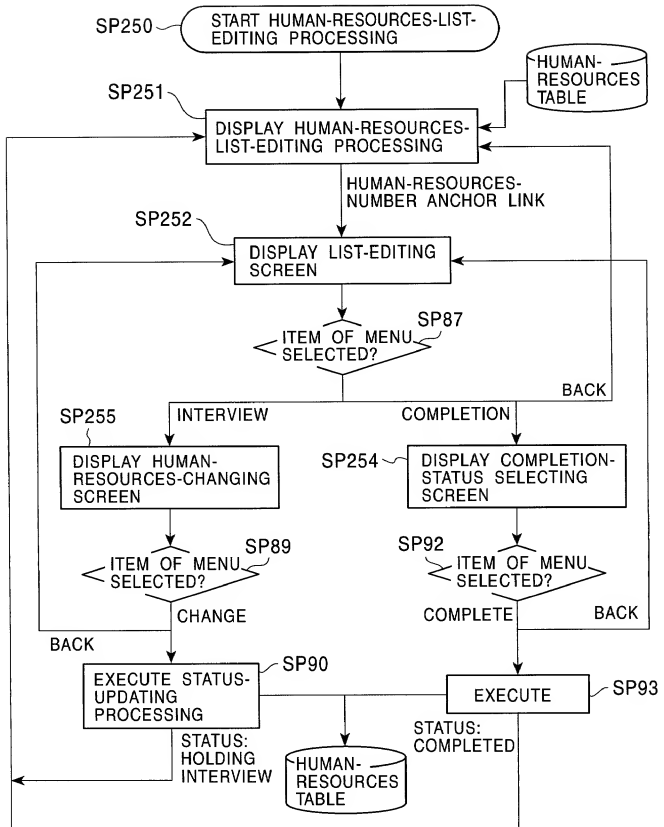 SP250
START HUMAN-RESOURCES-LIST-
EDITING PROCESSING
HUMAN-
RESOURCES
TABLE
SP251
DISPLAY HUMAN-RESOURCES-
LIST-EDITING PROCESSING
HUMAN-RESOURCES-
NUMBER ANCHOR LINK
SP252
DISPLAY LIST-EDITING
SCREEN
ITEM OF MENU
SELECTED?
SP87
INTERVIEW
COMPLETION
BACK
SP255
DISPLAY HUMAN-
RESOURCES-CHANGING
SCREEN
SP254
DISPLAY COMPLETION-
STATUS SELECTING
SCREEN
ITEM OF MENU
SELECTED?
SP89
SP92
ITEM OF MENU
SELECTED?
CHANGE
BACK
COMPLETE
BACK
EXECUTE STATUS-
UPDATING
PROCESSING
SP90
EXECUTE
SP93
STATUS:
HOLDING
INTERVIEW
HUMAN-
RESOURCES
TABLE
STATUS:
COMPLETED